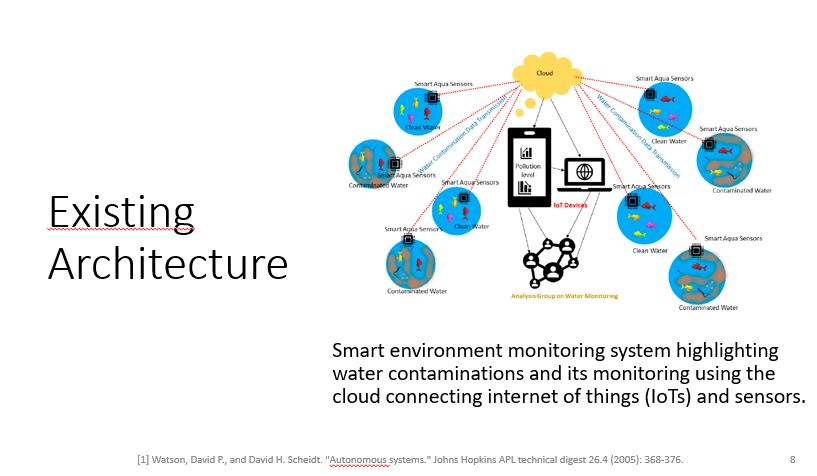 Existing
Architecture
Cloud
Smart Aqua Sensors
Clean Water
Smart Aqua Sensors
Contaminated Water
Smart Aqua Sensors
Clean Water
Smart Aqua Sensors
Contaminated Water
Water Contamination Data Transmission
Pollution
level
IoT Devices
Analysis Group on Water Monitoring
Water Contamination Data Transmission
Smart Aqua Sensors
Clean Water
Smart Aqua Sensors
Contaminated Water
Smart Aqua Sensors
Clean Water
Smart Aqua Sensors
Contaminated Water
Smart environment monitoring system highlighting
water contaminations and its monitoring using the
cloud connecting internet of things (IoTs) and sensors.
[1] Watson, David P., and David H. Scheidt. "Autonomous systems." Johns Hopkins APL technical digest 26.4 (2005): 368-376.
8